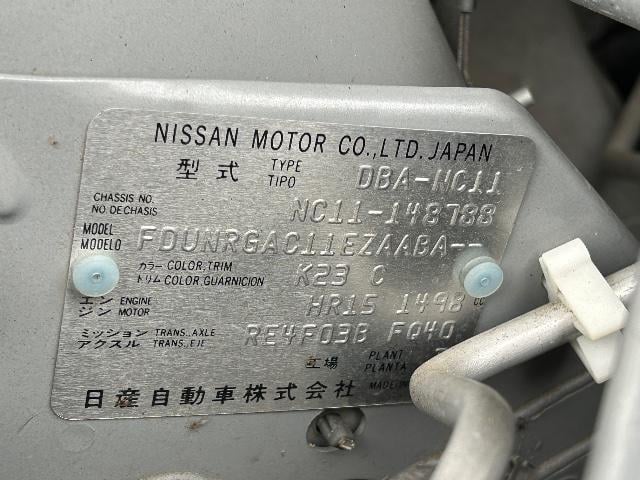 NISSAN MOTOR CO.,LTD. JAPAN
型式 TYPE TIPO DBA-NC11
CHASSIS NO. NO DECHASIS NC11-148788
MODEL MODELO FDUNRGAC11EZAABA--
カラー COLOR,TRIM トリム COLOR,GUARNICION K23 C
エンジン ENGINE MOTOR HR15 1498 CC
ミッション TRANS.,AXLE アクスル TRANS.,EJE RE4F03B FQ40
工場 PLANT PLANTA -
日産自動車株式会社 MADE IN